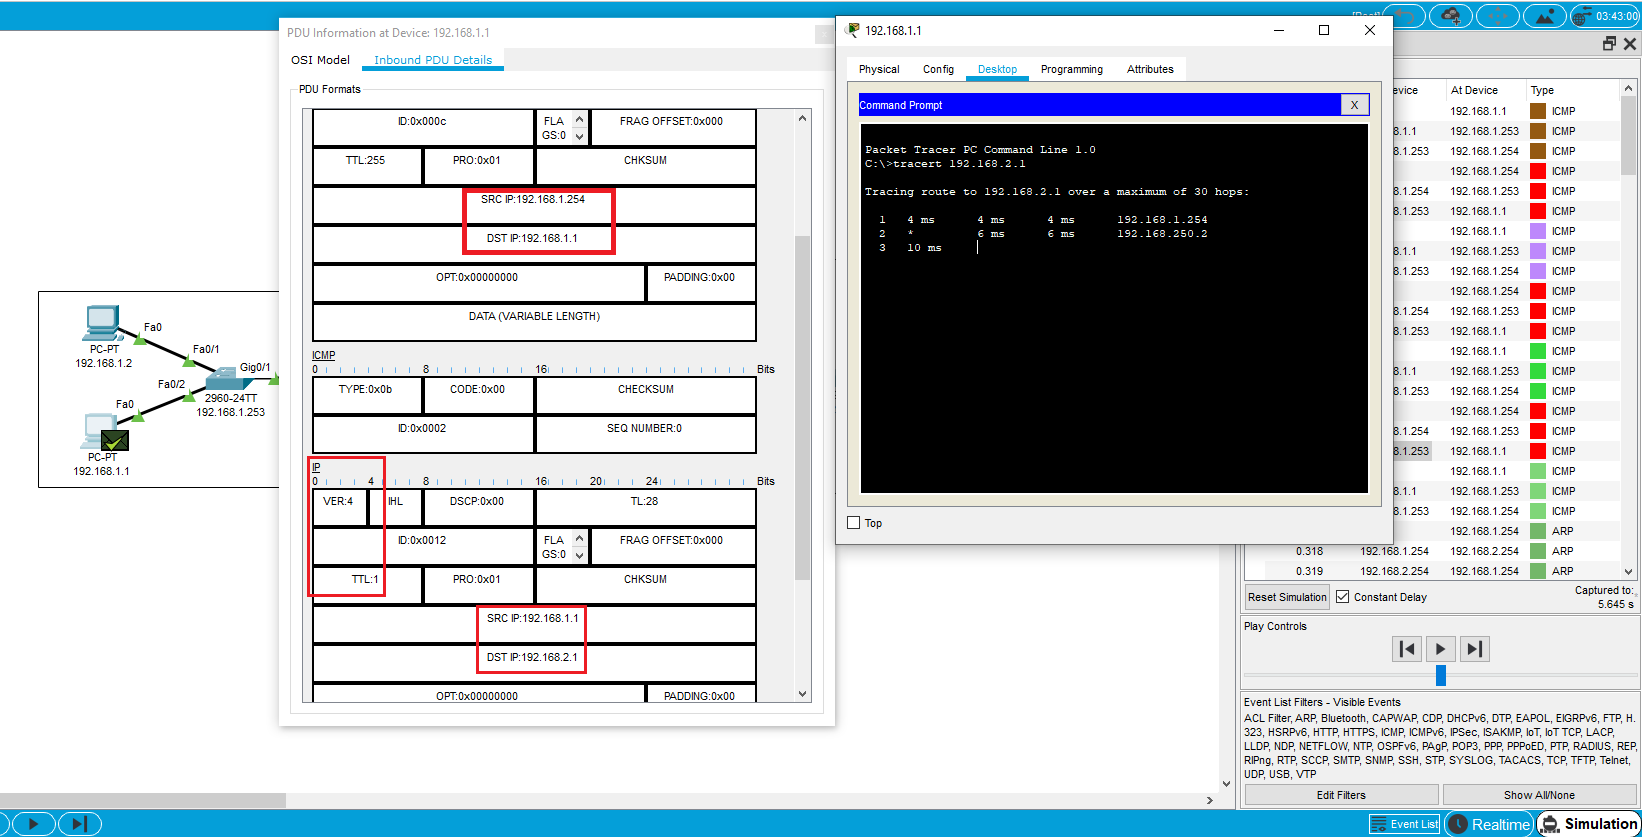 PDU Information at Device: 192.168.1.1
OSI Model
Inbound PDU Details
PDU Formats
ID:0x000c
FLA
GS:0
FRAG OFFSET:0x000
TTL:255
PRO:0x01
CHKSUM
SRC IP:192.168.1.254
DST IP:192.168.1.1
OPT:0x00000000
PADDING:0x00
DATA (VARIABLE LENGTH)
ICMP
0 8 16 Bits
TYPE:0x0b
CODE:0x00
CHECKSUM
ID:0x0002
SEQ NUMBER:0
IP
0 4 8 16 20 24 Bits
VER:4
IHL
DSCP:0x00
TL:28
ID:0x0012
FLA
GS:0
FRAG OFFSET:0x000
TTL:1
PRO:0x01
CHKSUM
SRC IP:192.168.1.1
DST IP:192.168.2.1
OPT:0x00000000
PADDING:0x00
Fa0
PC-PT
192.168.1.2
Fa0/1
Gig0/1
Fa0/2
2960-24TT
192.168.1.253
Fa0
PC-PT
192.168.1.1
192.168.1.1
Physical
Config
Desktop
Programming
Attributes
Command Prompt
X
Packet Tracer PC Command Line 1.0
C:\>tracert 192.168.2.1
Tracing route to 192.168.2.1 over a maximum of 30 hops:
1 4 ms 4 ms 4 ms 192.168.1.254
2 * 6 ms 6 ms 192.168.250.2
3 10 ms
Top
03:43:00
evice At Device Type
192.168.1.1 ICMP
8.1.1 192.168.1.253 ICMP
8.1.253 192.168.1.254 ICMP
192.168.1.254 ICMP
8.1.254 192.168.1.253 ICMP
8.1.253 192.168.1.1 ICMP
192.168.1.1 ICMP
8.1.1 192.168.1.253 ICMP
8.1.253 192.168.1.254 ICMP
192.168.1.254 ICMP
8.1.254 192.168.1.253 ICMP
8.1.253 192.168.1.1 ICMP
192.168.1.1 ICMP
8.1.1 192.168.1.253 ICMP
8.1.253 192.168.1.254 ICMP
192.168.1.254 ICMP
8.1.254 192.168.1.253 ICMP
8.1.253 192.168.1.1 ICMP
192.168.1.1 ICMP
8.1.1 192.168.1.253 ICMP
8.1.253 192.168.1.254 ICMP
192.168.1.254 ARP
0.318 192.168.1.254 192.168.2.254 ARP
0.319 192.168.2.254 192.168.1.254 ARP
Reset Simulation
Constant Delay
Captured to:
5.645 s
Play Controls
Event List Filters - Visible Events
ACL Filter, ARP, Bluetooth, CAPWAP, CDP, DHCPv6, DTP, EAPOL, EIGRPv6, FTP, H.
323, HSRPv6, HTTP, HTTPS, ICMP, ICMPv6, IPSec, ISAKMP, IoT, IoT TCP, LACP,
LLDP, NDP, NETFLOW, NTP, OSPFv6, PAgP, POP3, PPP, PPPoED, PTP, RADIUS, REP,
RIPng, RTP, SCCP, SMTP, SNMP, SSH, STP, SYSLOG, TACACS, TCP, TFTP, Telnet,
UDP, USB, VTP
Edit Filters
Show All/None
Event List
Realtime
Simulation